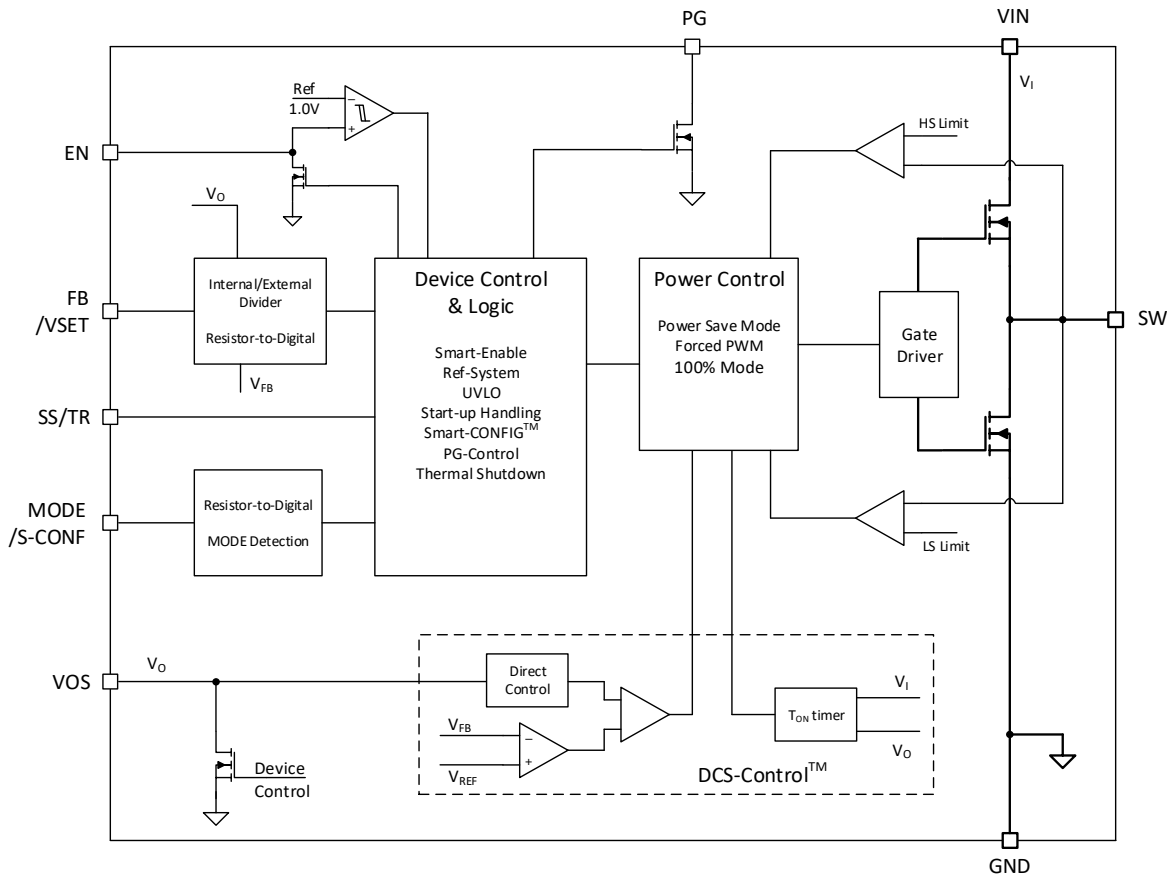 PG
VIN
VI
Ref
1.0V
−
+
HS Limit
EN
VO
Internal/External
Divider
Resistor-to-Digital
FB
/VSET
VFB
Device Control
& Logic
Smart-Enable
Ref-System
UVLO
Start-up Handling
Smart-CONFIG™
PG-Control
Thermal Shutdown
Power Control
Power Save Mode
Forced PWM
100% Mode
Gate
Driver
SW
SS/TR
MODE
/S-CONF
Resistor-to-Digital
MODE Detection
LS Limit
VOS
VO
Direct
Control
VFB
−
+
VREF
TON timer
VI
VO
DCS-Control™
Device
Control
GND